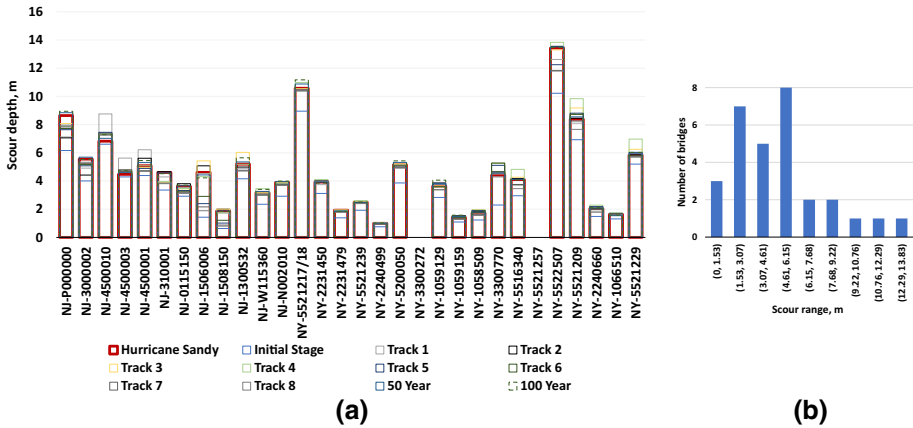 Scour depth, m
16
14
12
10
8
6
4
2
0
NJ-P000000
NJ-3000002
NJ-4500010
NJ-4500003
NJ-4500001
NJ-3110001
NJ-0115150
NJ-1506006
NJ-1508150
NJ-1300532
NJ-W115360
NJ-N002010
NY-5521217/18
NY-2231450
NY-2231479
NY-5521239
NY-2240499
NY-5200050
NY-3300272
NY-1059129
NY-1059159
NY-1058509
NY-3300770
NY-5516340
NY-5521257
NY-5522507
NY-5521209
NY-2240660
NY-1066510
NY-5521229
Hurricane Sandy Initial Stage Track 1 Track 2
Track 3 Track 4 Track 5 Track 6
Track 7 Track 8 50 Year 100 Year
(a)
Number of bridges
8
6
4
2
0
(0, 1.53)
(1.53, 3.07)
(3.07, 4.61)
(4.61, 6.15)
(6.15, 7.68)
(7.68, 9.22)
(9.22, 10.76)
(10.76, 12.29)
(12.29, 13.83)
Scour range, m
(b)